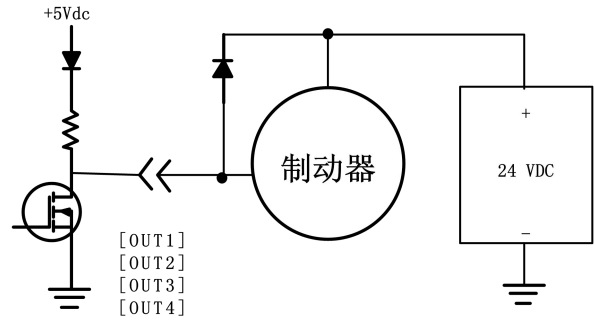 +5Vdc
+
制动器
24 VDC
−
[OUT1]
[OUT2]
[OUT3]
[OUT4]